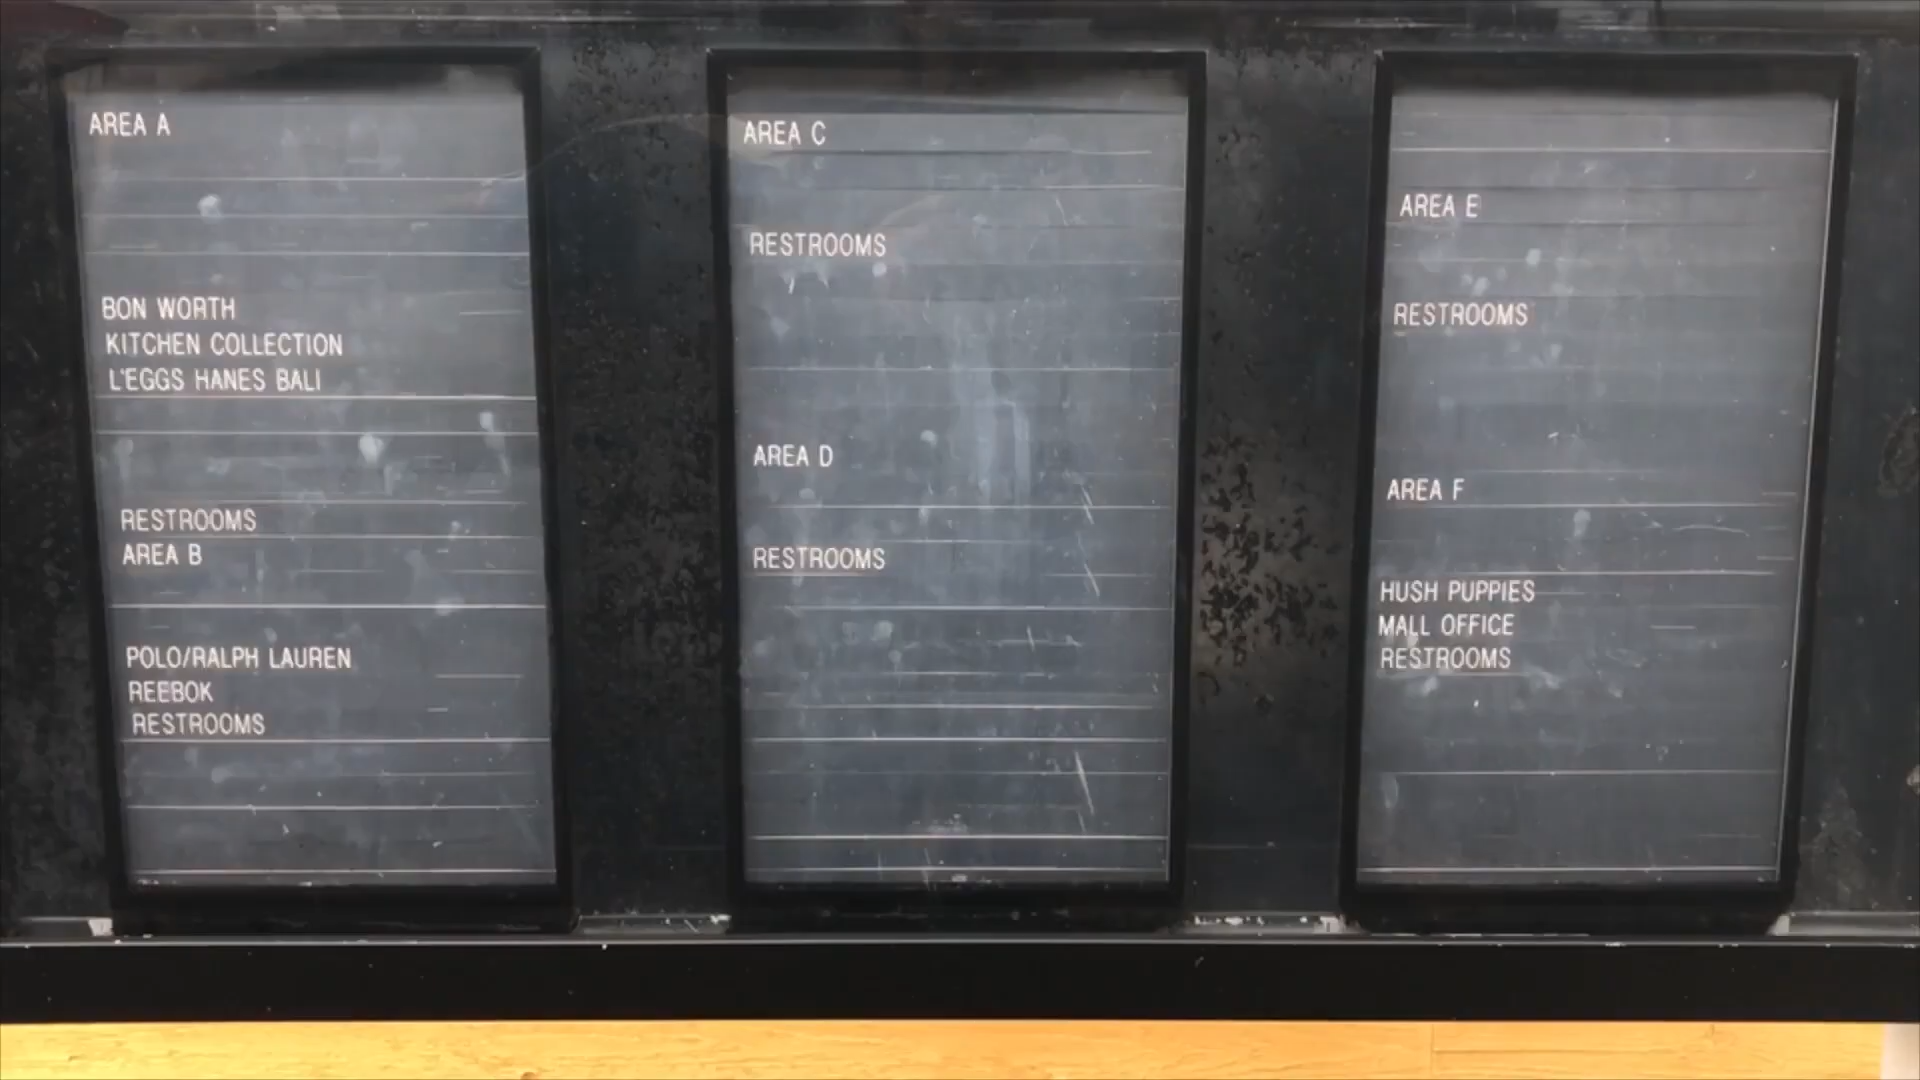 AREA A
BON WORTH
KITCHEN COLLECTION
L'EGGS HANES BALI
RESTROOMS
AREA B
POLO/RALPH LAUREN
REEBOK
RESTROOMS
AREA C
RESTROOMS
AREA D
RESTROOMS
AREA E
RESTROOMS
AREA F
HUSH PUPPIES
MALL OFFICE
RESTROOMS